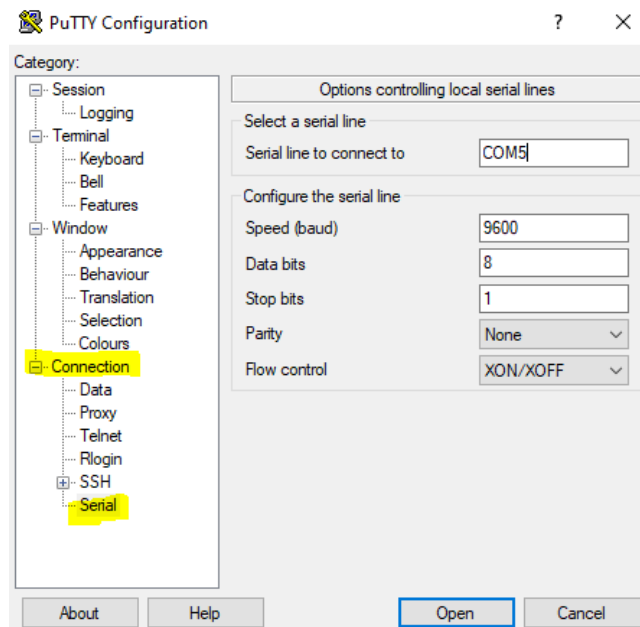 PuTTY Configuration
?
Category:
Session
Logging
Terminal
Keyboard
Bell
Features
Window
Appearance
Behaviour
Translation
Selection
Colours
Connection
Data
Proxy
Telnet
Rlogin
SSH
Serial
Options controlling local serial lines
Select a serial line
Serial line to connect to COM5
Configure the serial line
Speed (baud) 9600
Data bits 8
Stop bits 1
Parity None
Flow control XON/XOFF
About Help Open Cancel